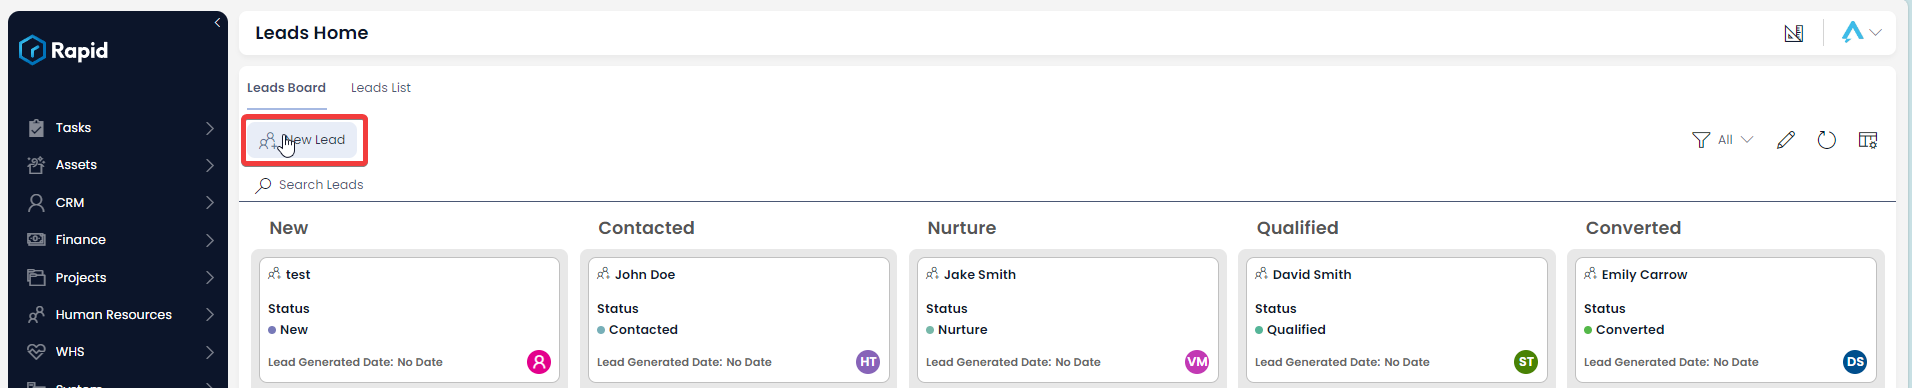 Rapid
Tasks
Assets
CRM
Finance
Projects
Human Resources
WHS
System
Leads Home
Leads Board
Leads List
New Lead
All
Search Leads
New
test
Status
New
Lead Generated Date: No Date
Contacted
John Doe
Status
Contacted
Lead Generated Date: No Date
HT
Nurture
Jake Smith
Status
Nurture
Lead Generated Date: No Date
VM
Qualified
David Smith
Status
Qualified
Lead Generated Date: No Date
ST
Converted
Emily Carrow
Status
Converted
Lead Generated Date: No Date
DS